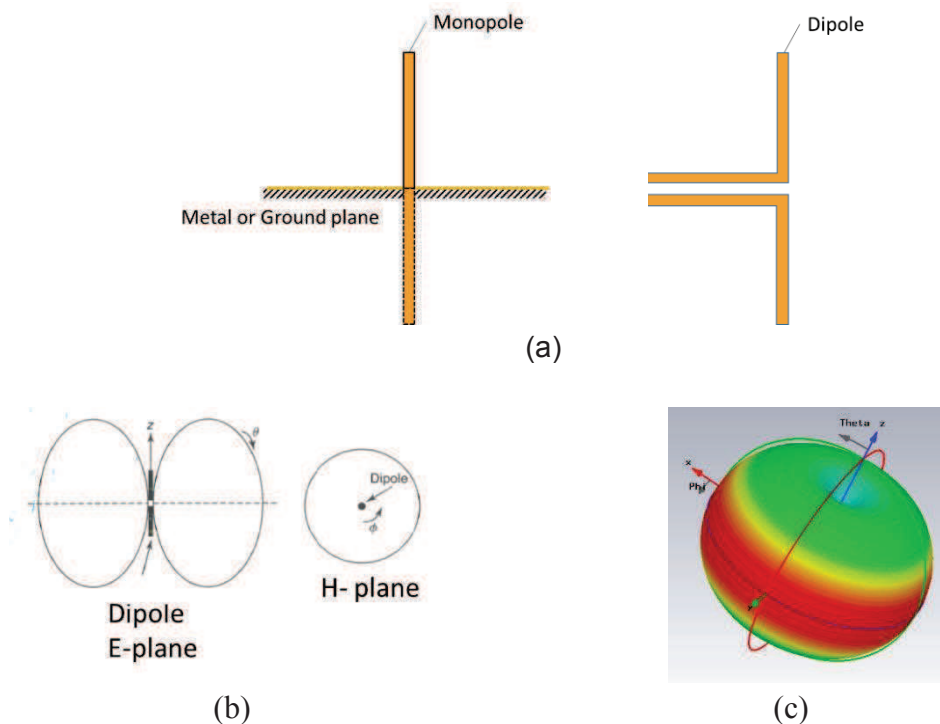 Monopole
Dipole
Metal or Ground plane
(a)
z
θ
Dipole
ϕ
Dipole
E-plane
H- plane
Theta z
x
Phi
(b)
(c)